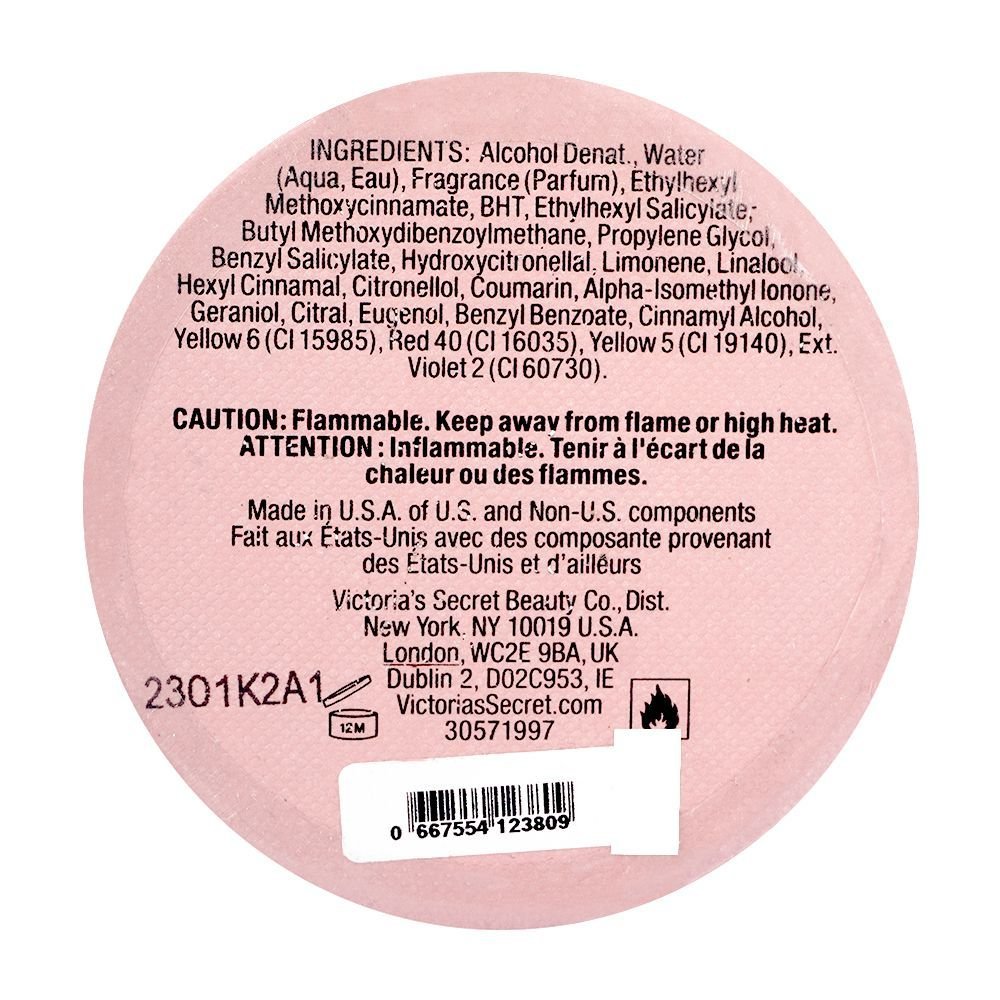 INGREDIENTS: Alcohol Denat., Water
(Aqua, Eau), Fragrance (Parfum), Ethylhexyl
Methoxycinnamate, BHT, Ethylhexyl Salicylate,
Butyl Methoxydibenzoylmethane, Propylene Glycol,
Benzyl Salicylate, Hydroxycitronellal, Limonene, Linalool,
Hexyl Cinnamal, Citronellol, Coumarin, Alpha-Isomethyl Ionone,
Geraniol, Citral, Eugenol, Benzyl Benzoate, Cinnamyl Alcohol,
Yellow 6 (CI 15985), Red 40 (CI 16035), Yellow 5 (CI 19140), Ext.
Violet 2 (CI 60730).
CAUTION: Flammable. Keep away from flame or high heat.
ATTENTION : Inflammable. Tenir à l'écart de la
chaleur ou des flammes.
Made in U.S.A. of U.S. and Non-U.S. components
Fait aux États-Unis avec des composante provenant
des États-Unis et d'ailleurs
Victoria's Secret Beauty Co., Dist.
New York, NY 10019 U.S.A.
London, WC2E 9BA, UK
Dublin 2, D02C953, IE
VictoriasSecret.com
30571997
2301K2A1
12M
0 667554 123809